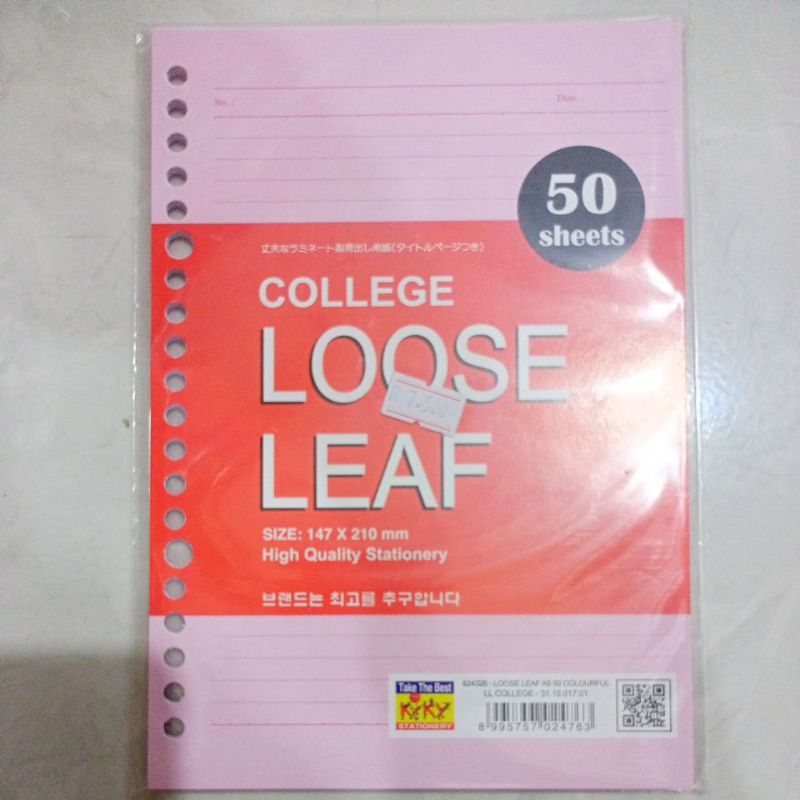 No. :
Date. :
50
sheets
丈夫なラミネート製見出し用紙(タイトルページつき)
COLLEGE
LOOSE
7.500
LEAF
SIZE: 147 X 210 mm
High Quality Stationery
브랜드는 최고를 추구합니다
Take The Best
KiKY
STATIONERY
624326 - LOOSE LEAF A5 50 COLOURFUL
LL COLLEGE - 31.10.017.01
8 995757 024763